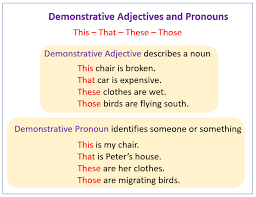 Demonstrative Adjectives and Pronouns
This – That – These – Those
Demonstrative Adjective describes a noun
This chair is broken.
That car is expensive.
These clothes are wet.
Those birds are flying south.
Demonstrative Pronoun identifies someone or something
This is my chair.
That is Peter's house.
These are her clothes.
Those are migrating birds.